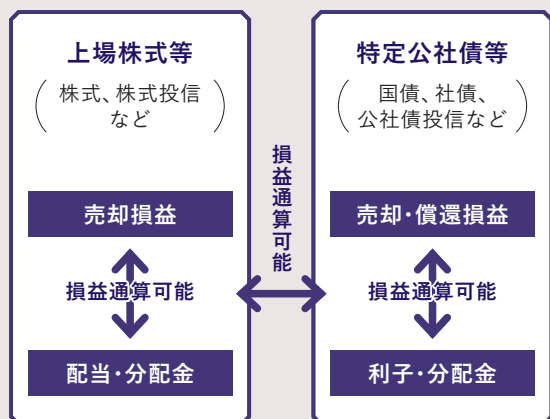 上場株式等
(株式、株式投信
など)
売却損益
損益通算可能
配当・分配金
損益通算可能
特定公社債等
(国債、社債、
公社債投信など)
売却・償還損益
損益通算可能
利子・分配金